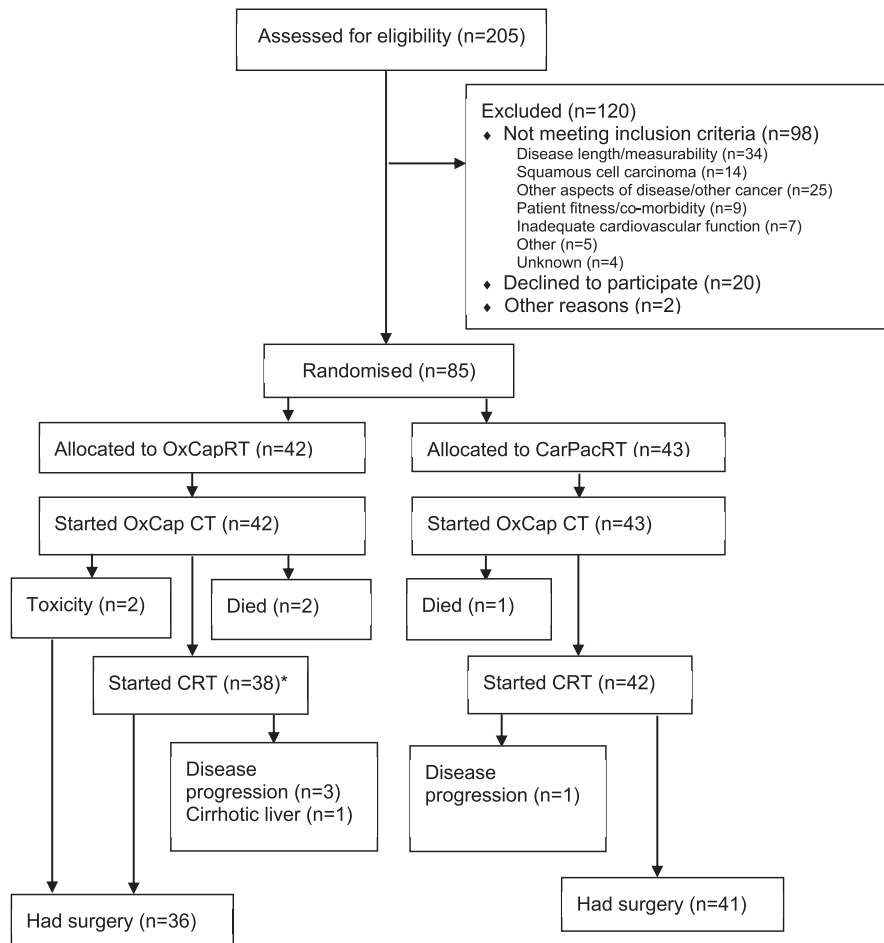 Assessed for eligibility (n=205)
Excluded (n=120)
♦ Not meeting inclusion criteria (n=98)
Disease length/measurability (n=34)
Squamous cell carcinoma (n=14)
Other aspects of disease/other cancer (n=25)
Patient fitness/co-morbidity (n=9)
Inadequate cardiovascular function (n=7)
Other (n=5)
Unknown (n=4)
♦ Declined to participate (n=20)
♦ Other reasons (n=2)
Randomised (n=85)
Allocated to OxCapRT (n=42)
Allocated to CarPacRT (n=43)
Started OxCap CT (n=42)
Started OxCap CT (n=43)
Toxicity (n=2)
Died (n=2)
Died (n=1)
Started CRT (n=38)*
Started CRT (n=42)
Disease
progression (n=3)
Cirrhotic liver (n=1)
Disease
progression (n=1)
Had surgery (n=36)
Had surgery (n=41)